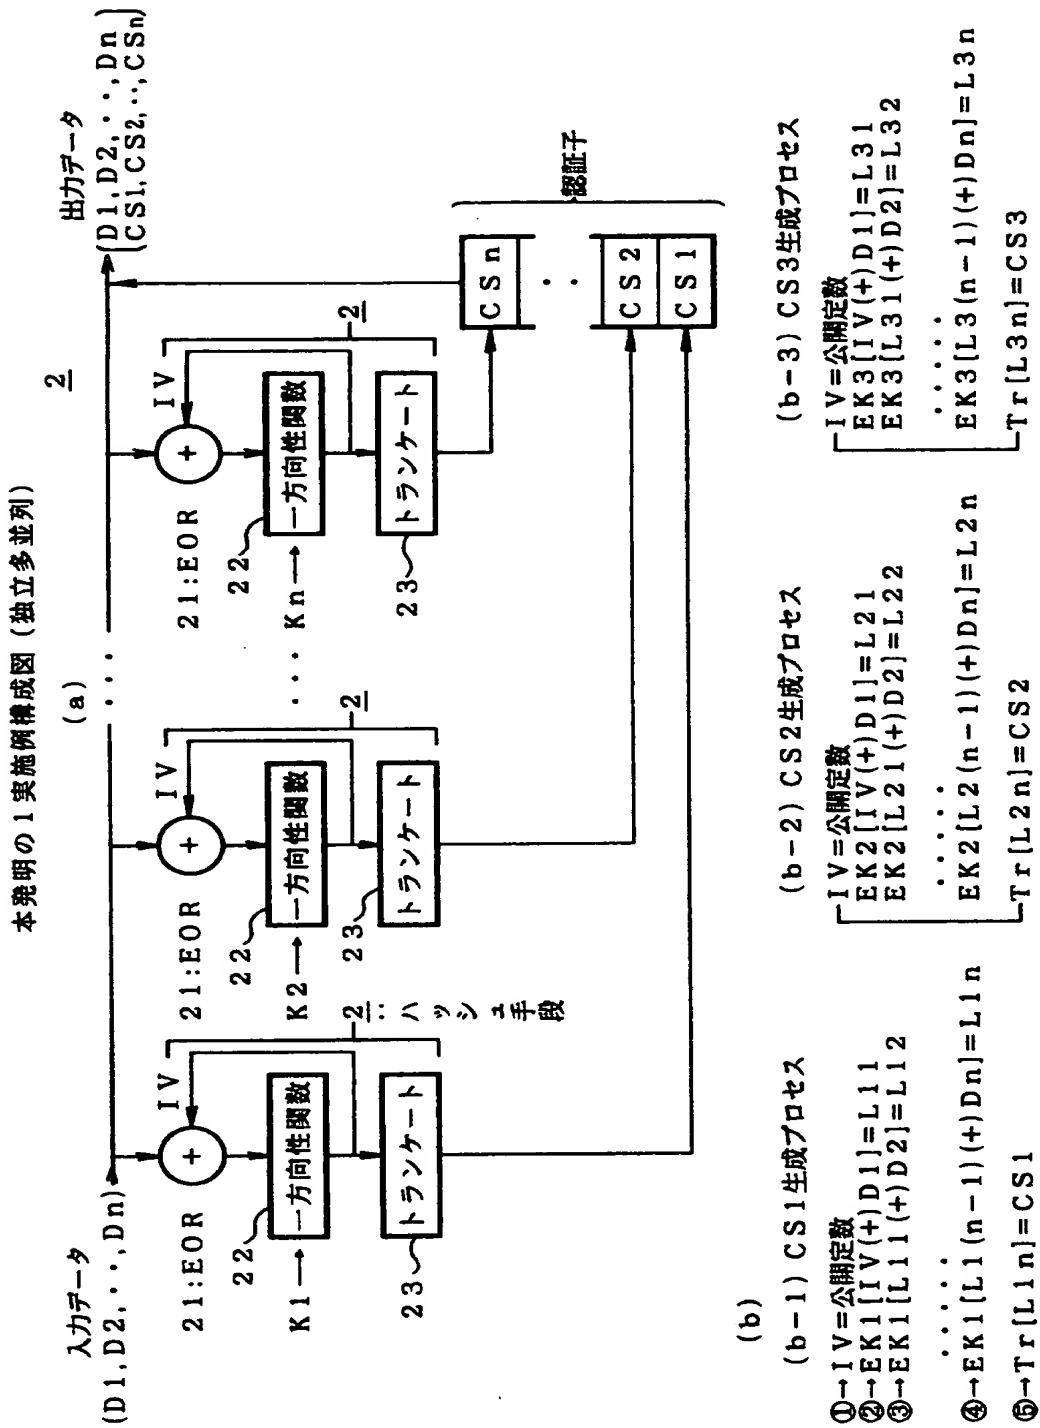 本発明の1実施例構成図(独立多並列)
(a)
2
入力データ
(D1,D2,・・,Dn)
・・・・
出力データ
(D1,D2,・・,Dn)
(CS1,CS2,・・,CSn)
IV
+
21:EOR
22
K1→
一方向性関数
23
トランケート
2:ハッシュ手段
IV
+
21:EOR
22
K2→
一方向性関数
23
トランケート
2
・・・
IV
+
21:EOR
22
Kn→
一方向性関数
23
トランケート
2
CSn
・・
CS2
CS1
認証子
(b)
(b-1) CS1生成プロセス
①→IV=公開定数
②→EK1[IV(+)D1]=L11
③→EK1[L11(+)D2]=L12
・・・・・
④→EK1[L1(n-1)(+)Dn]=L1n
⑤→Tr[L1n]=CS1
(b-2) CS2生成プロセス
IV=公開定数
EK2[IV(+)D1]=L21
EK2[L21(+)D2]=L22
・・・・・
EK2[L2(n-1)(+)Dn]=L2n
Tr[L2n]=CS2
(b-3) CS3生成プロセス
IV=公開定数
EK3[IV(+)D1]=L31
EK3[L31(+)D2]=L32
・・・・・
EK3[L3(n-1)(+)Dn]=L3n
Tr[L3n]=CS3